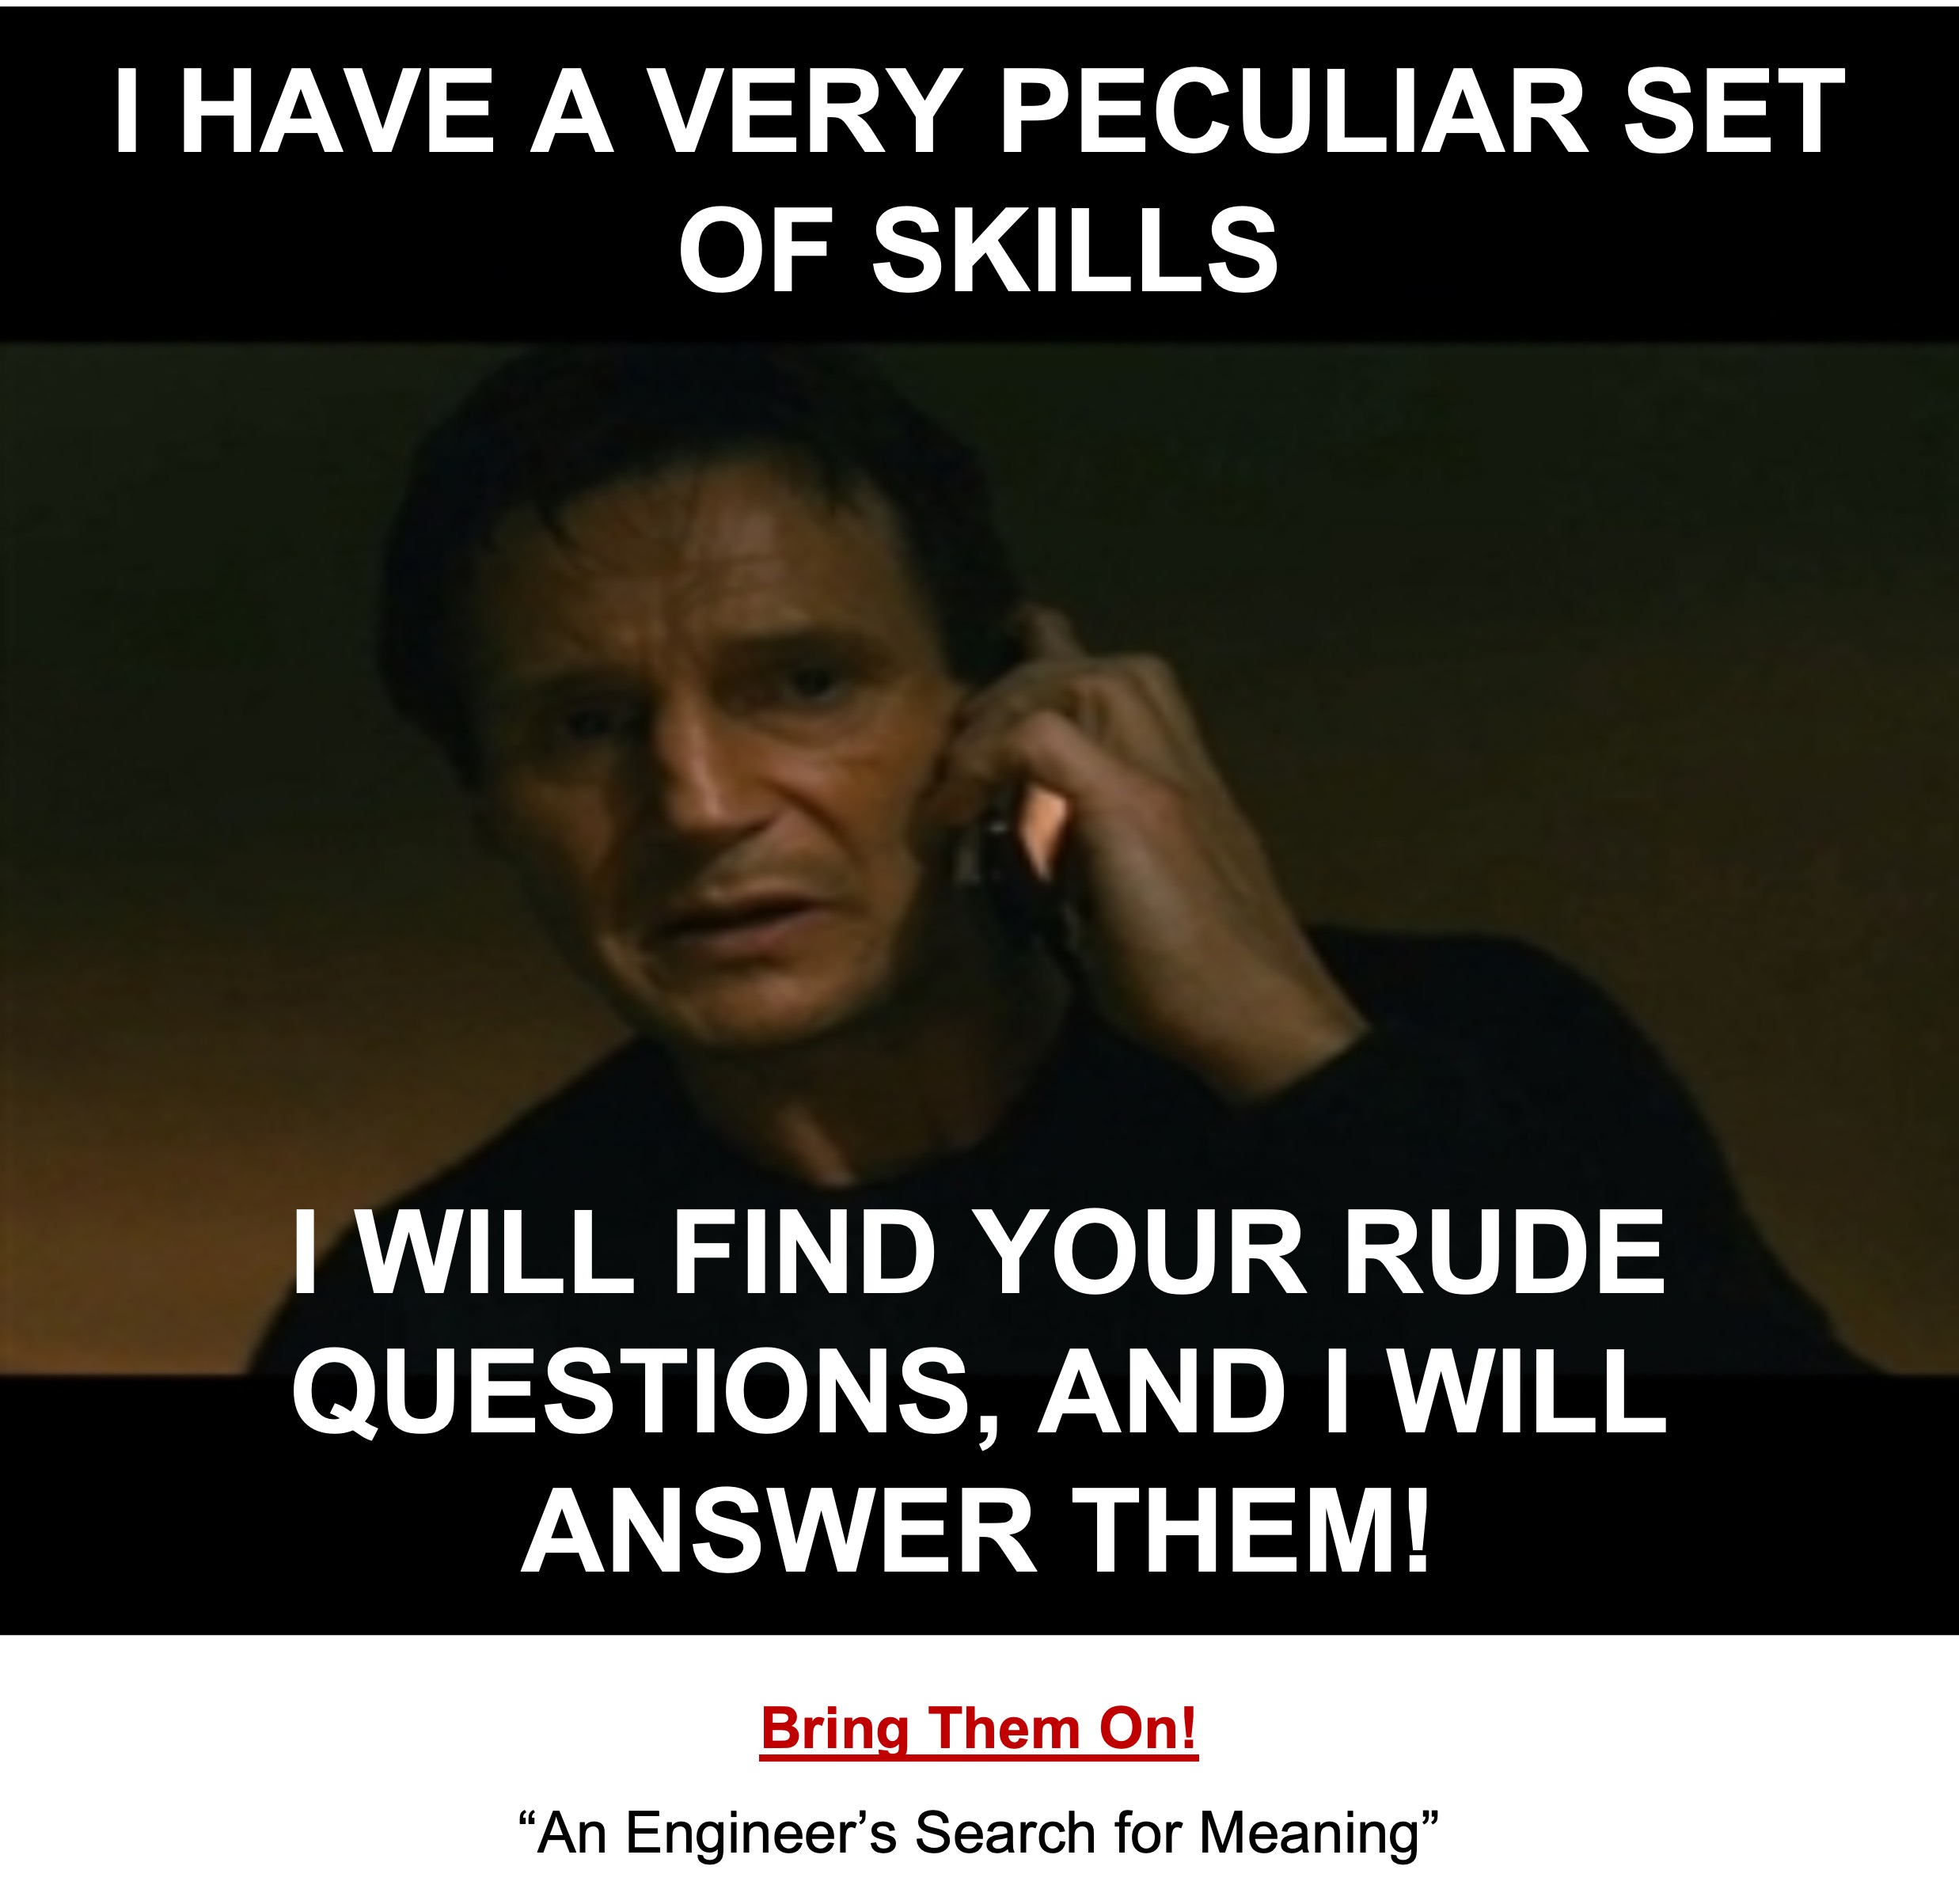 I HAVE A VERY PECULIAR SET
OF SKILLS
I WILL FIND YOUR RUDE
QUESTIONS, AND I WILL
ANSWER THEM!
Bring Them On!
“An Engineer’s Search for Meaning”